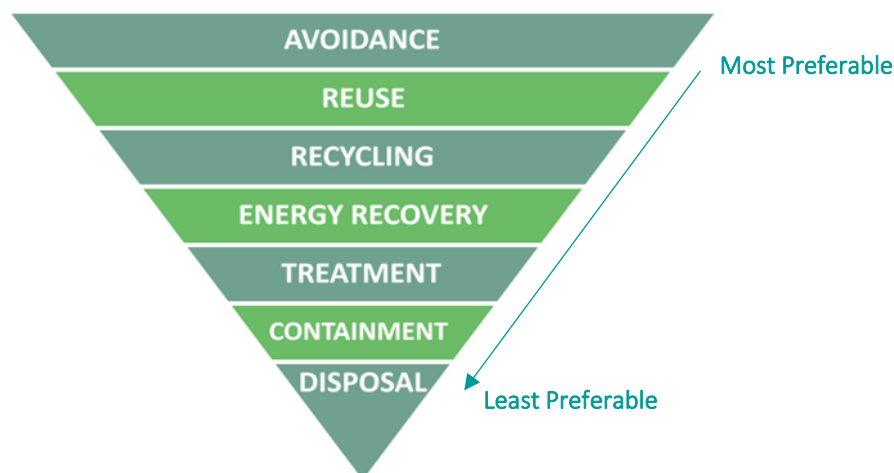 AVOIDANCE
Most Preferable
REUSE
RECYCLING
ENERGY RECOVERY
TREATMENT
CONTAINMENT
DISPOSAL
Least Preferable